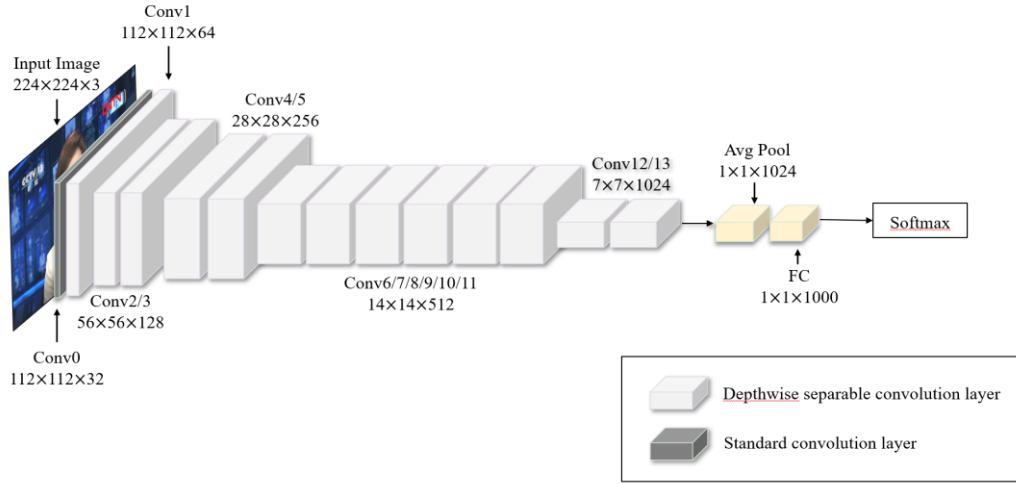 Conv1
112×112×64
Input Image
224×224×3
Conv4/5
28×28×256
Conv12/13
7×7×1024
Avg Pool
1×1×1024
Softmax
Conv6/7/8/9/10/11
14×14×512
FC
1×1×1000
Conv2/3
56×56×128
Conv0
112×112×32
Depthwise separable convolution layer
Standard convolution layer